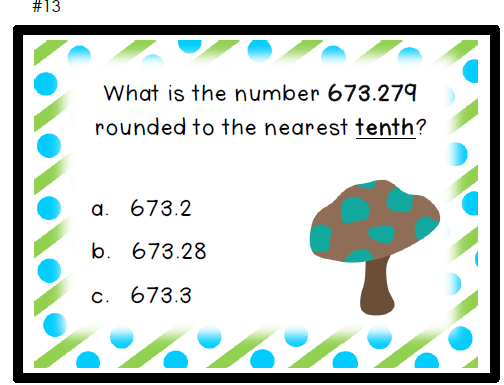 #13
What is the number 673.279
rounded to the nearest tenth?
a. 673.2
b. 673.28
c. 673.3